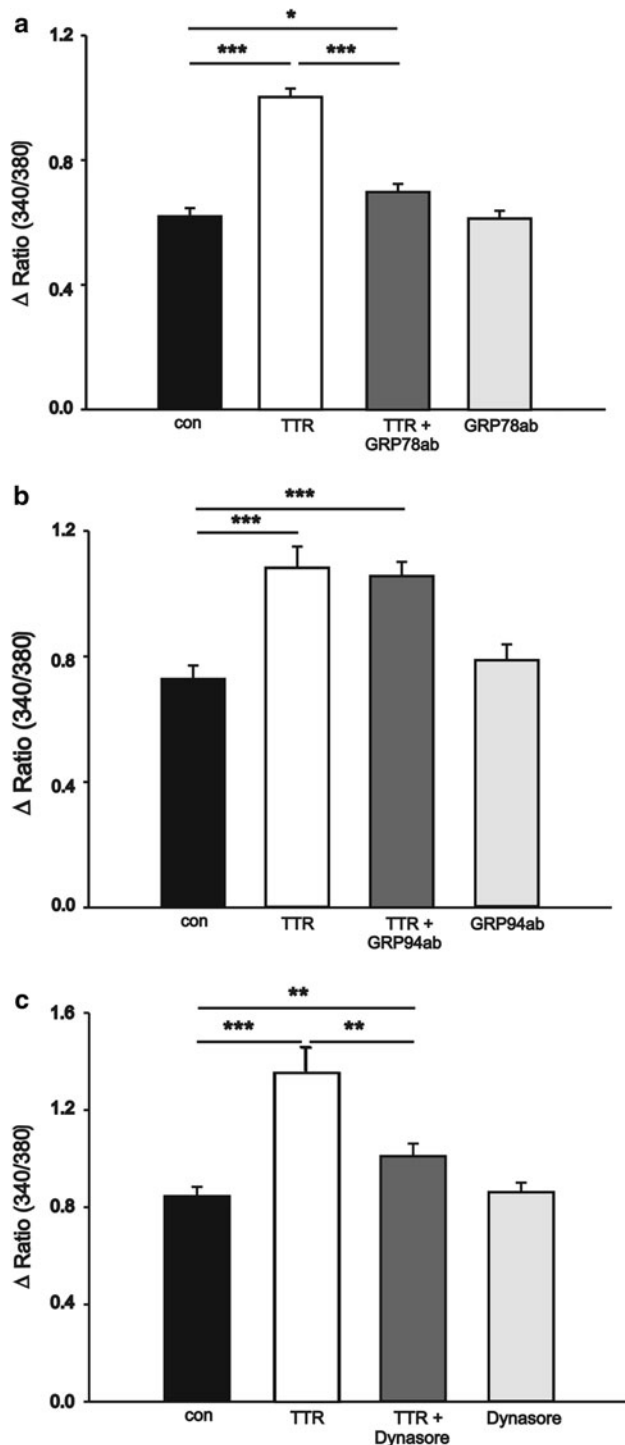 a
*
***
***
1.2
0.8
0.4
0.0
Δ Ratio (340/380)
con
TTR
TTR +
GRP78ab
GRP78ab
b
***
***
1.2
0.8
0.4
0.0
Δ Ratio (340/380)
con
TTR
TTR +
GRP94ab
GRP94ab
c
**
***
**
1.6
1.2
0.8
0.4
0.0
Δ Ratio (340/380)
con
TTR
TTR +
Dynasore
Dynasore